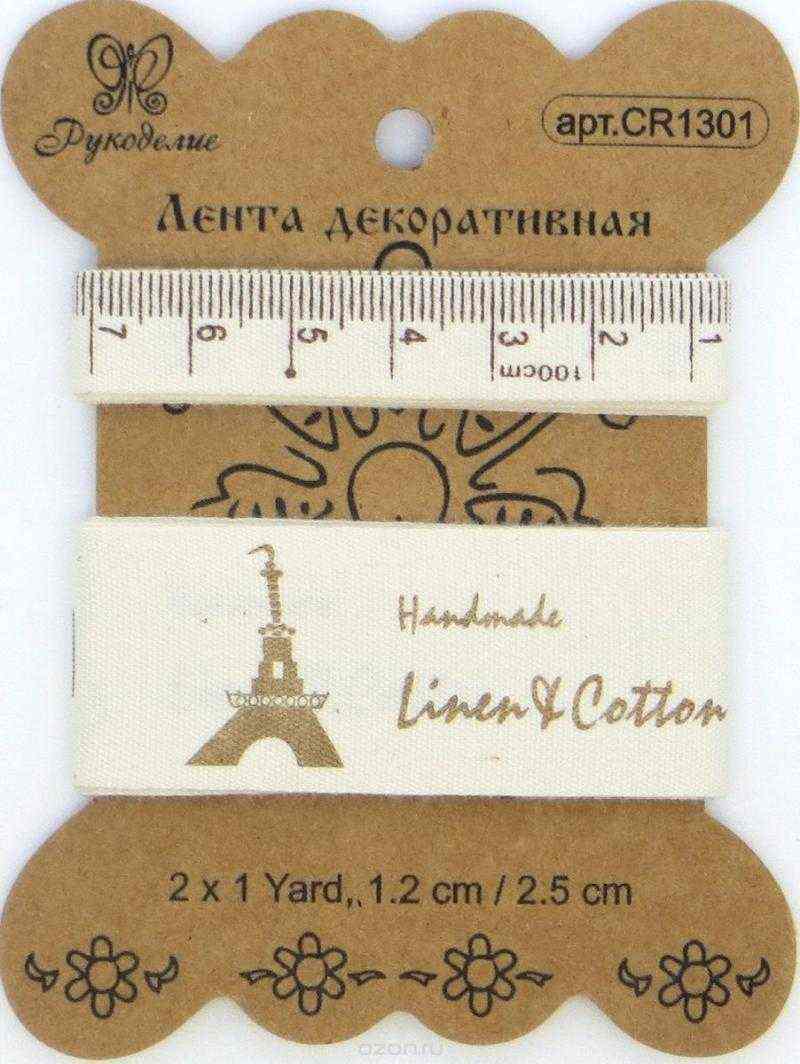 Рукоделие
арт.CR1301
Лента декоративная
7 6 5 4 3 2 1
100cm
Handmade
Linen & Cotton
2 x 1 Yard,, 1.2 cm / 2.5 cm
ozon.ru